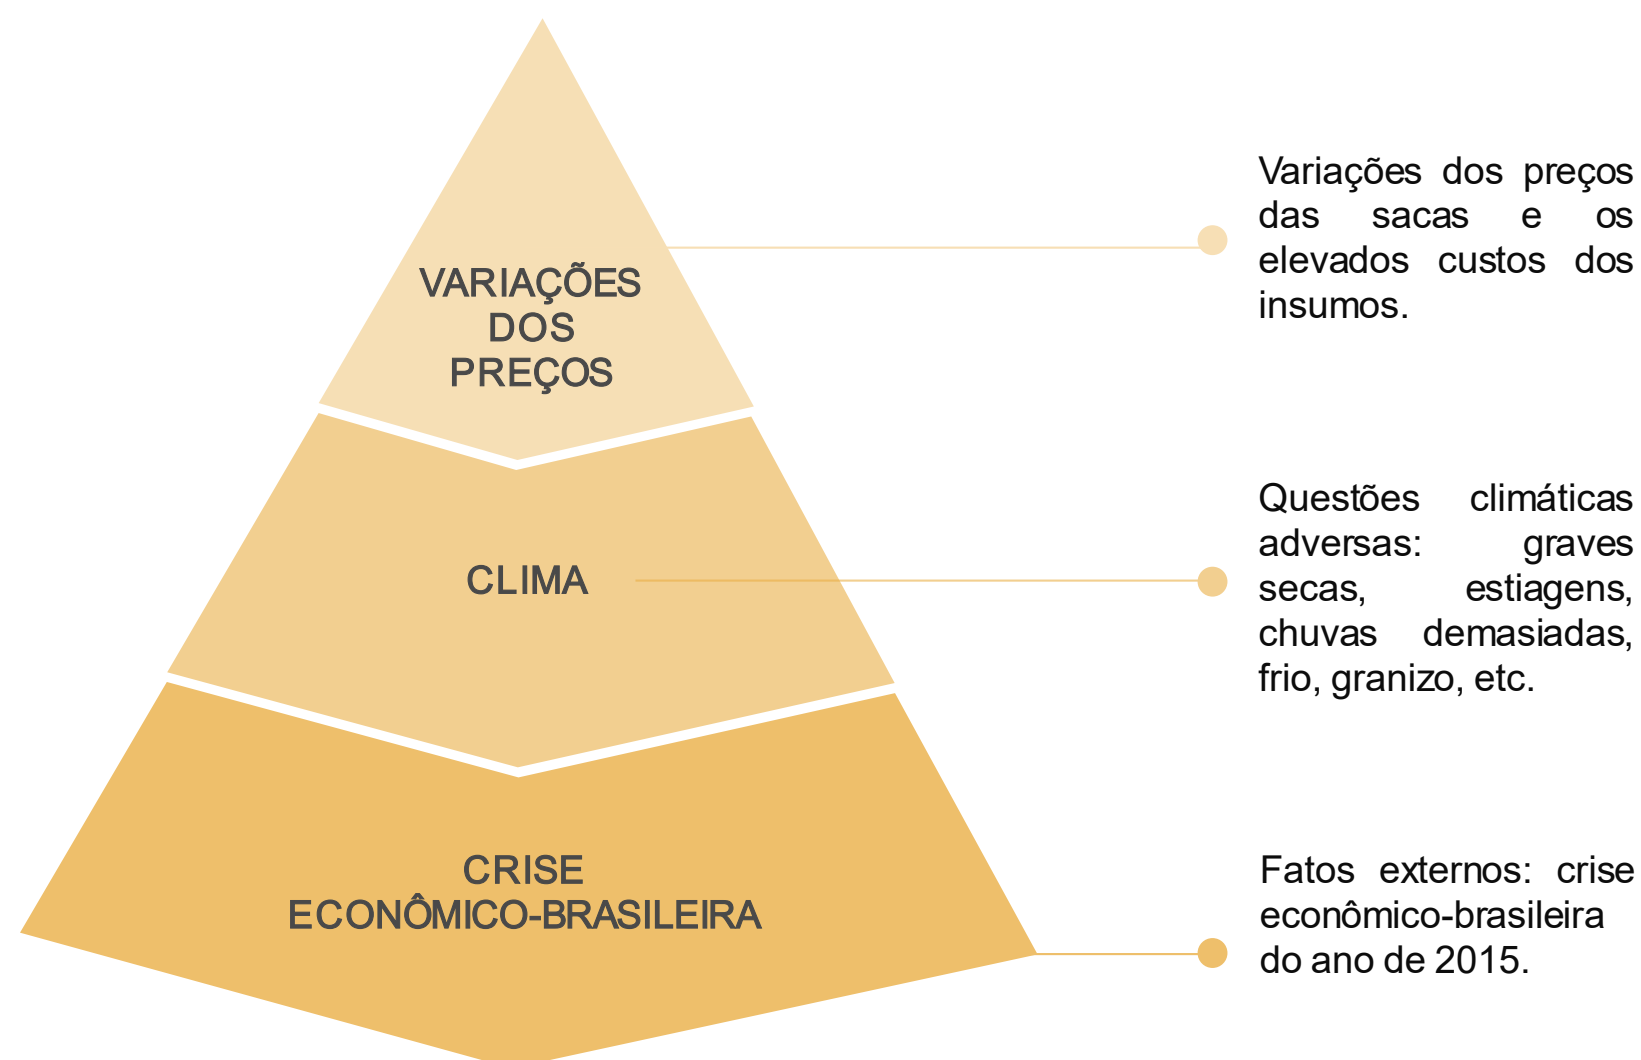 VARIAÇÕES
DOS
PREÇOS
Variações dos preços
das sacas e os
elevados custos dos
insumos.
CLIMA
Questões climáticas
adversas: graves
secas, estiagens,
chuvas demasiadas,
frio, granizo, etc.
CRISE
ECONÔMICO-BRASILEIRA
Fatos externos: crise
econômico-brasileira
do ano de 2015.